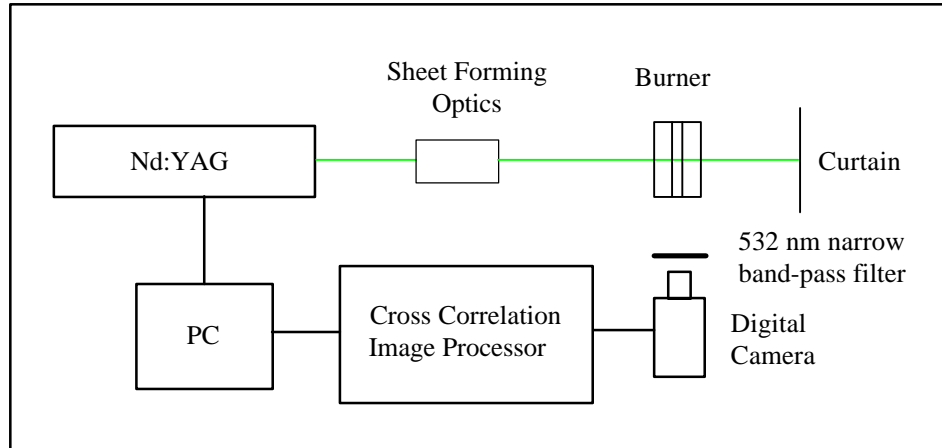 Sheet Forming
Optics
Burner
Nd:YAG
Curtain
532 nm narrow
band-pass filter
PC
Cross Correlation
Image Processor
Digital
Camera